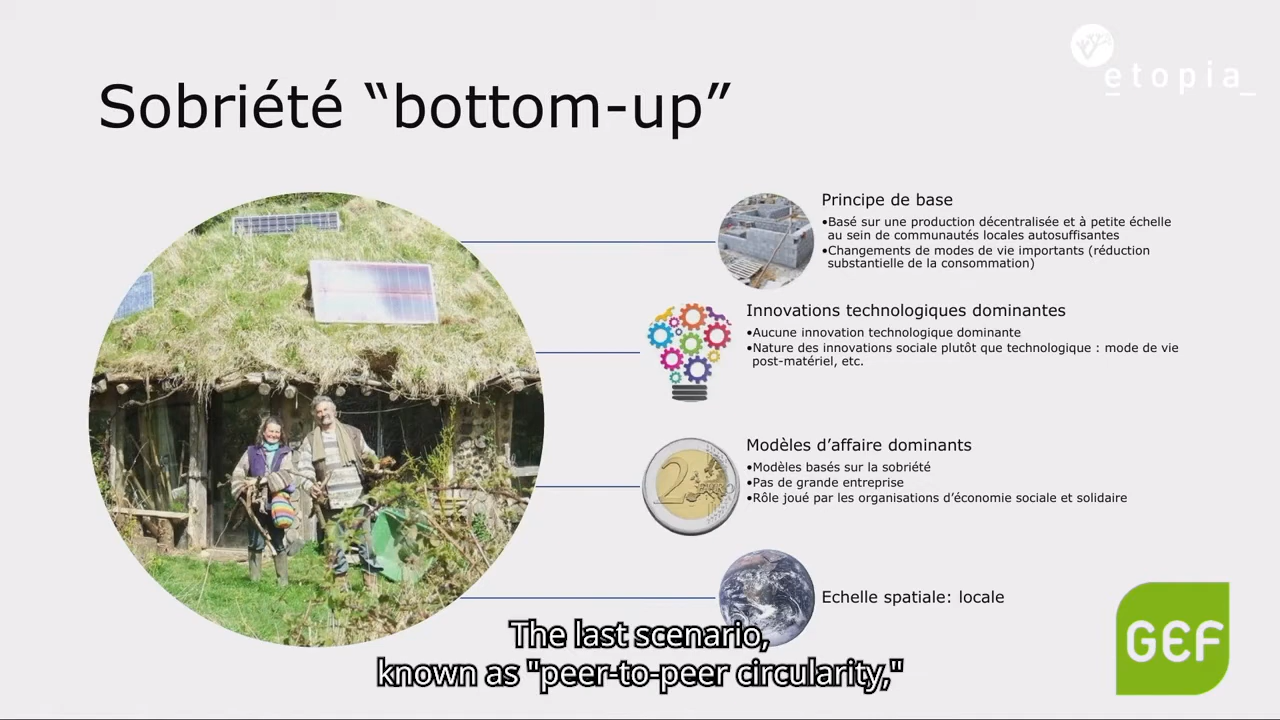 etopia_
Sobriété “bottom-up”
Principe de base
•Basé sur une production décentralisée et à petite échelle
au sein de communautés locales autosuffisantes
•Changements de modes de vie importants (réduction
substantielle de la consommation)
Innovations technologiques dominantes
•Aucune innovation technologique dominante
•Nature des innovations sociale plutôt que technologique : mode de vie
post-matériel, etc.
Modèles d’affaire dominants
•Modèles basés sur la sobriété
•Pas de grande entreprise
•Rôle joué par les organisations d’économie sociale et solidaire
2 EURO
Echelle spatiale: locale
The last scenario,
known as "peer-to-peer circularity,"
GEF